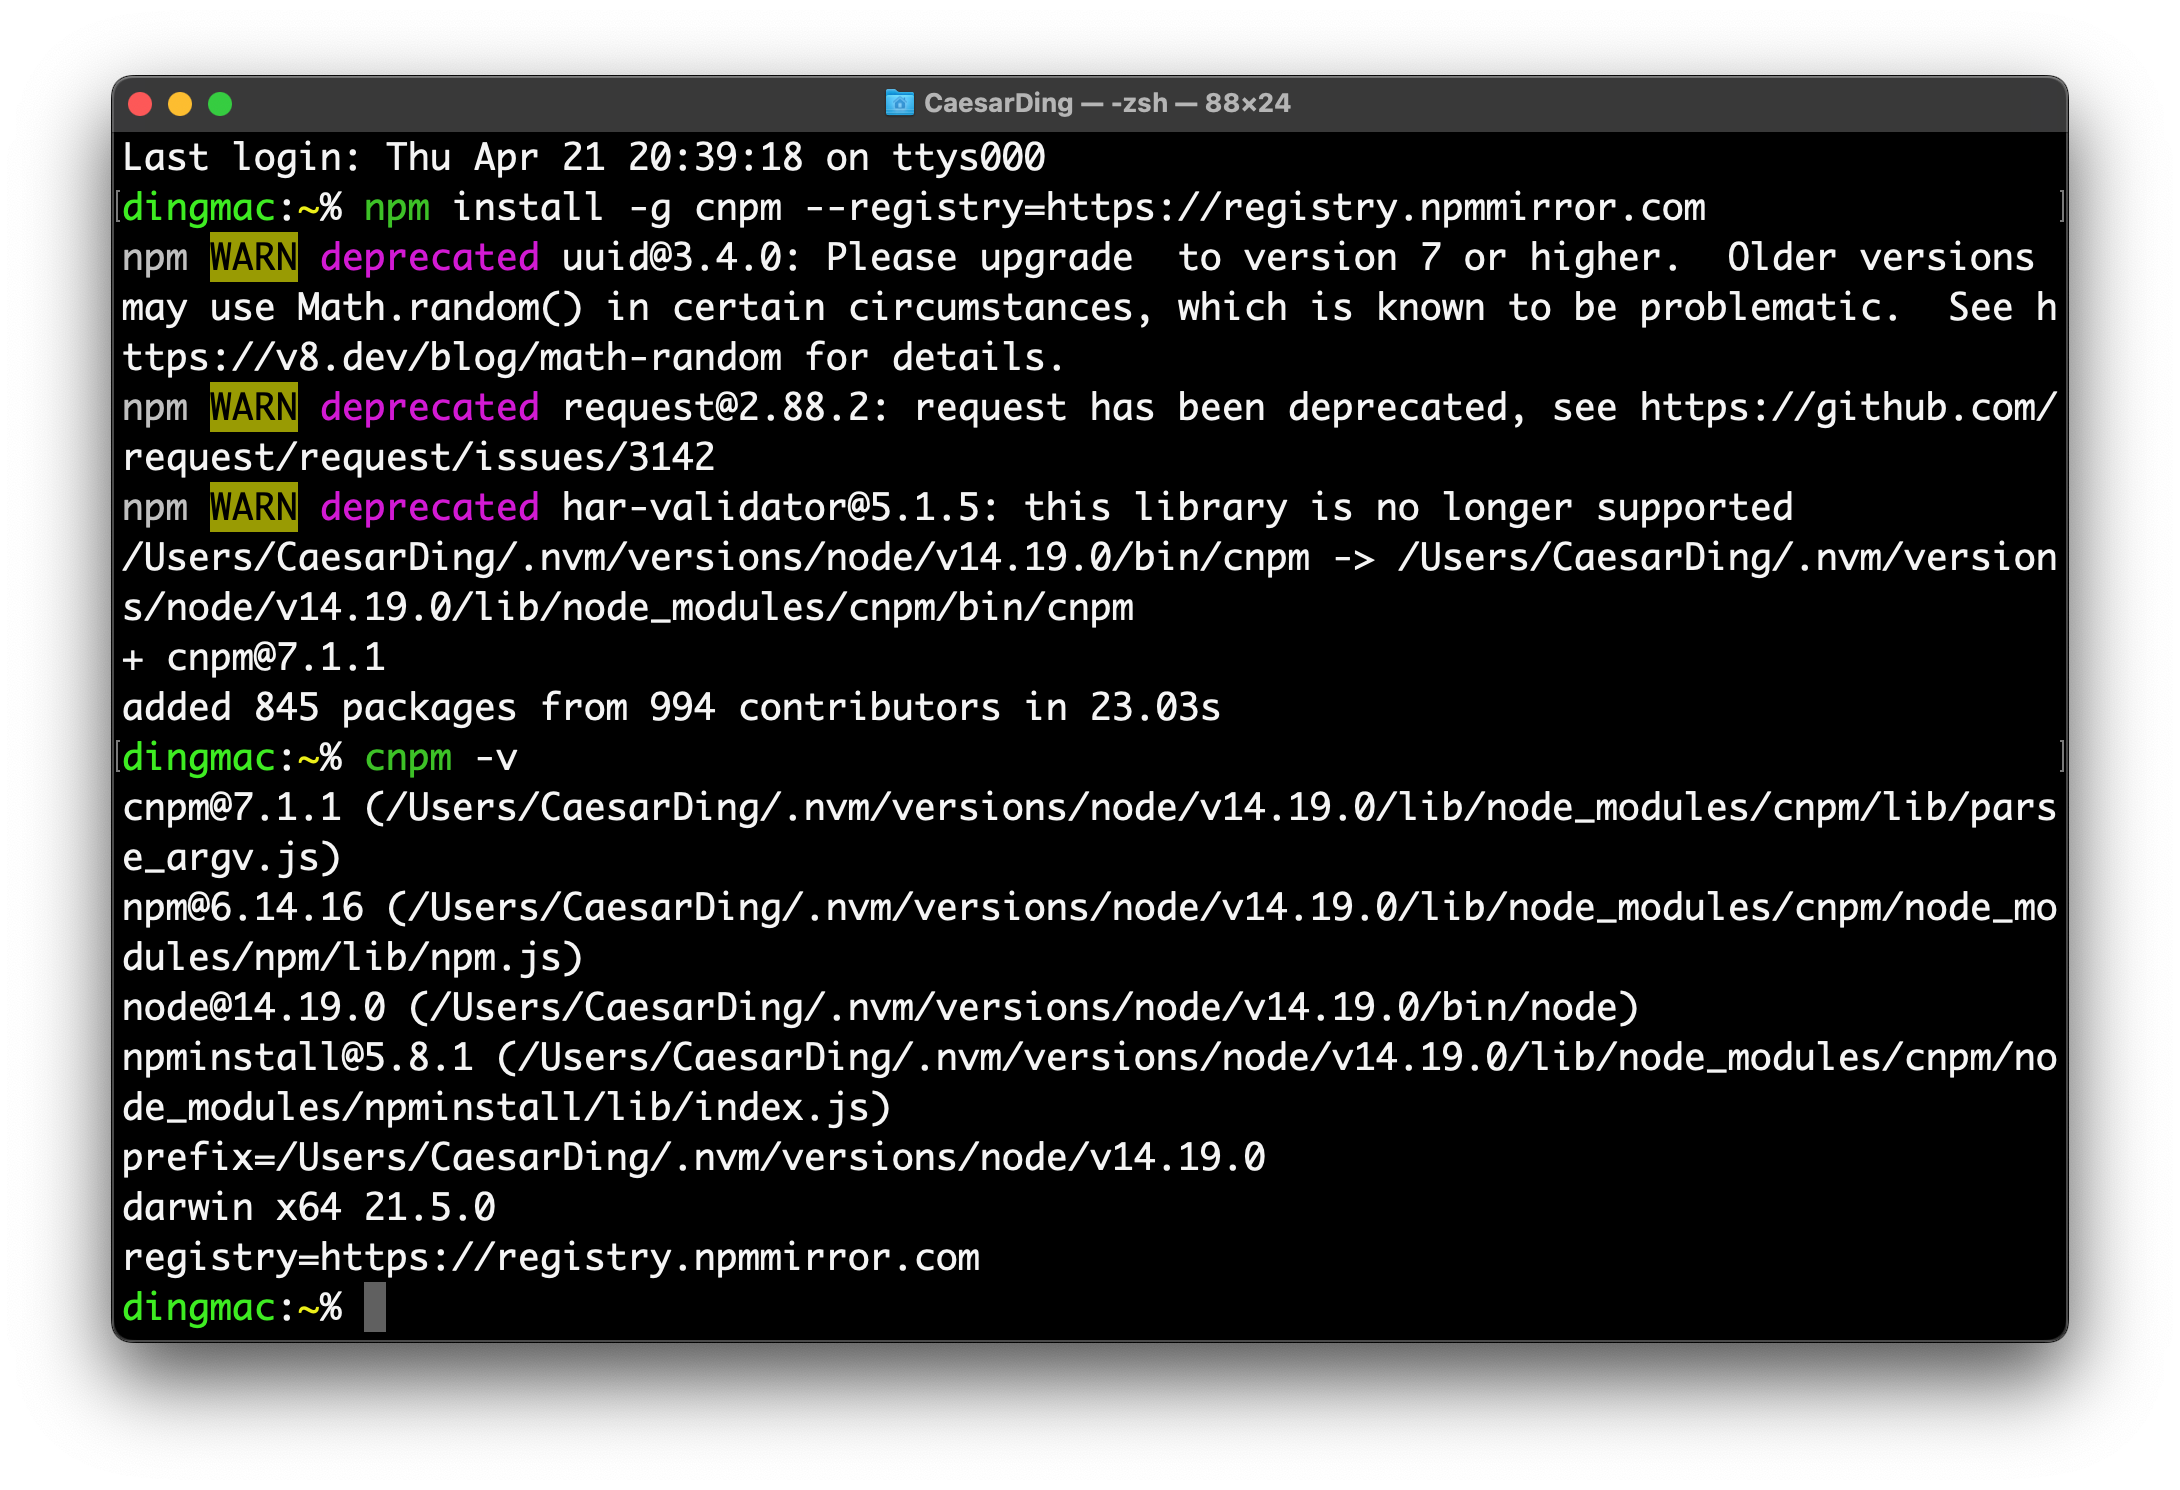 CaesarDing — -zsh — 88×24
Last login: Thu Apr 21 20:39:18 on ttys000
dingmac:~% npm install -g cnpm --registry=https://registry.npmmirror.com
npm WARN deprecated uuid@3.4.0: Please upgrade  to version 7 or higher.  Older versions
may use Math.random() in certain circumstances, which is known to be problematic.  See h
ttps://v8.dev/blog/math-random for details.
npm WARN deprecated request@2.88.2: request has been deprecated, see https://github.com/
request/request/issues/3142
npm WARN deprecated har-validator@5.1.5: this library is no longer supported
/Users/CaesarDing/.nvm/versions/node/v14.19.0/bin/cnpm -> /Users/CaesarDing/.nvm/version
s/node/v14.19.0/lib/node_modules/cnpm/bin/cnpm
+ cnpm@7.1.1
added 845 packages from 994 contributors in 23.03s
dingmac:~% cnpm -v
cnpm@7.1.1 (/Users/CaesarDing/.nvm/versions/node/v14.19.0/lib/node_modules/cnpm/lib/pars
e_argv.js)
npm@6.14.16 (/Users/CaesarDing/.nvm/versions/node/v14.19.0/lib/node_modules/cnpm/node_mo
dules/npm/lib/npm.js)
node@14.19.0 (/Users/CaesarDing/.nvm/versions/node/v14.19.0/bin/node)
npminstall@5.8.1 (/Users/CaesarDing/.nvm/versions/node/v14.19.0/lib/node_modules/cnpm/no
de_modules/npminstall/lib/index.js)
prefix=/Users/CaesarDing/.nvm/versions/node/v14.19.0
darwin x64 21.5.0
registry=https://registry.npmmirror.com
dingmac:~%